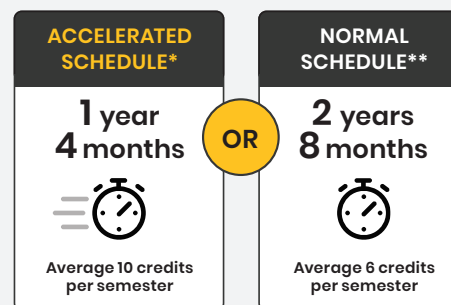 ACCELERATED
SCHEDULE*
1 year
4 months
Average 10 credits
per semester
OR
NORMAL
SCHEDULE**
2 years
8 months
Average 6 credits
per semester